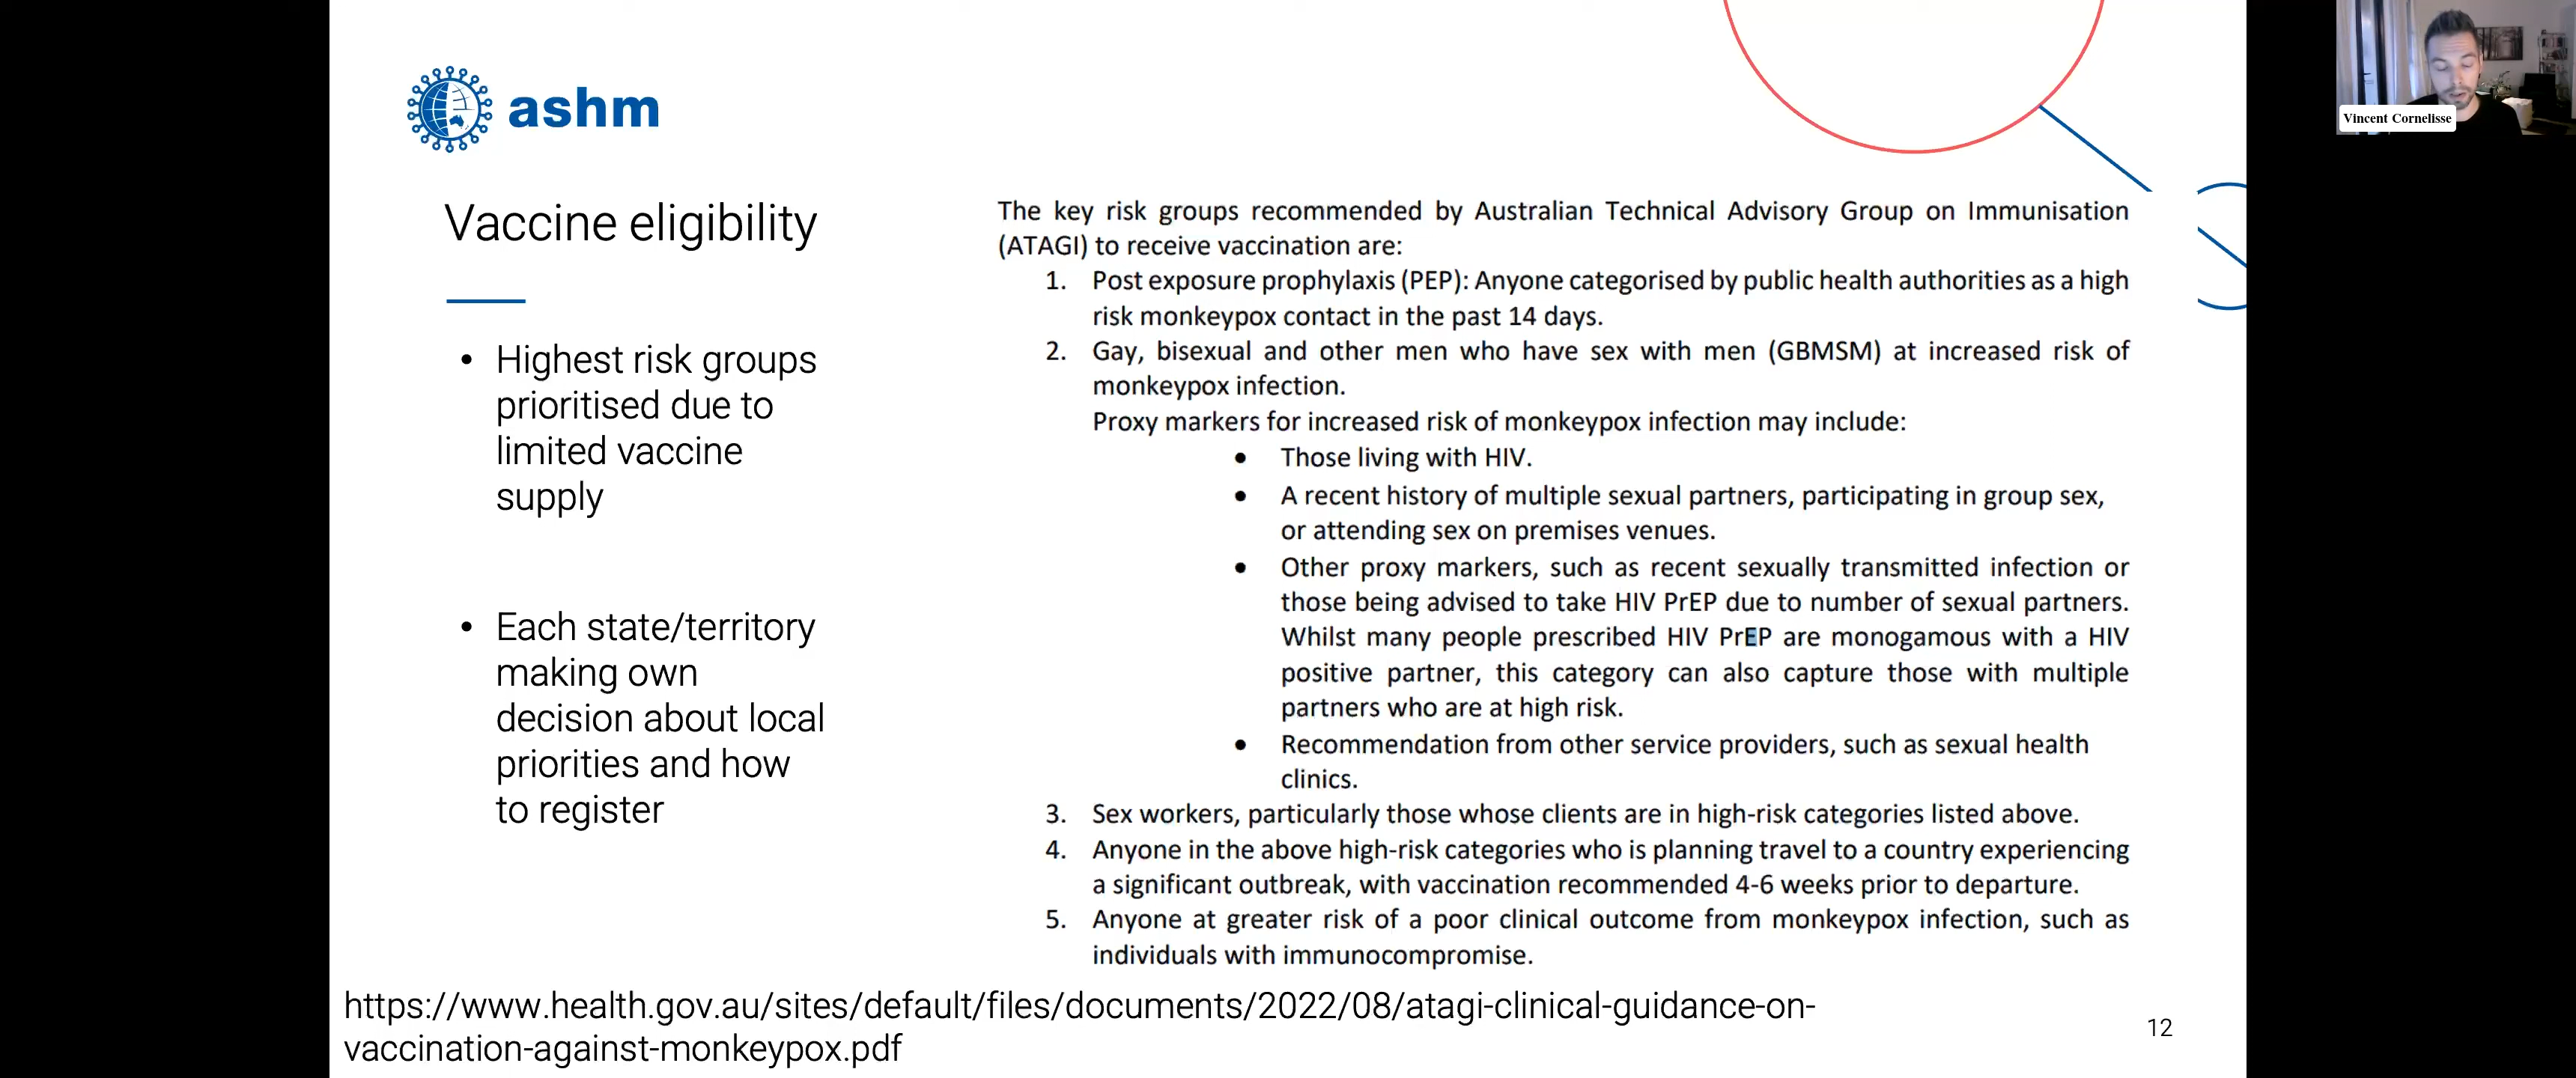 ashm
Vincent Cornelisse
Vaccine eligibility
• Highest risk groups
prioritised due to
limited vaccine
supply
• Each state/territory
making own
decision about local
priorities and how
to register
The key risk groups recommended by Australian Technical Advisory Group on Immunisation
(ATAGI) to receive vaccination are:
1. Post exposure prophylaxis (PEP): Anyone categorised by public health authorities as a high
risk monkeypox contact in the past 14 days.
2. Gay, bisexual and other men who have sex with men (GBMSM) at increased risk of
monkeypox infection.
Proxy markers for increased risk of monkeypox infection may include:
• Those living with HIV.
• A recent history of multiple sexual partners, participating in group sex,
or attending sex on premises venues.
• Other proxy markers, such as recent sexually transmitted infection or
those being advised to take HIV PrEP due to number of sexual partners.
Whilst many people prescribed HIV PrEP are monogamous with a HIV
positive partner, this category can also capture those with multiple
partners who are at high risk.
• Recommendation from other service providers, such as sexual health
clinics.
3. Sex workers, particularly those whose clients are in high-risk categories listed above.
4. Anyone in the above high-risk categories who is planning travel to a country experiencing
a significant outbreak, with vaccination recommended 4-6 weeks prior to departure.
5. Anyone at greater risk of a poor clinical outcome from monkeypox infection, such as
individuals with immunocompromise.
https://www.health.gov.au/sites/default/files/documents/2022/08/atagi-clinical-guidance-on-
vaccination-against-monkeypox.pdf
12